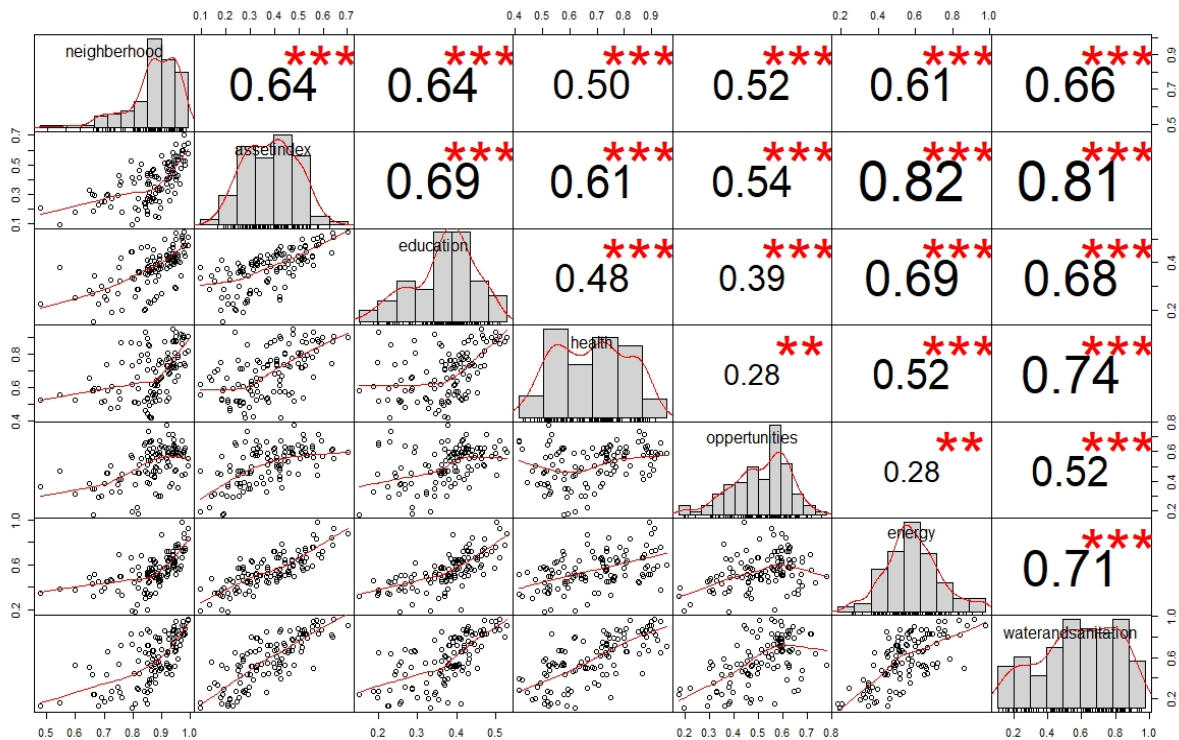 0.1 0.2 0.3 0.4 0.5 0.6 0.7 0.4 0.5 0.6 0.7 0.8 0.9 0.2 0.4 0.6 0.8 1.0
neighberhood *** *** *** *** *** ***
0.64 0.64 0.50 0.52 0.61 0.66
0.5 0.7 0.9
0.1 0.3 0.5 0.7
assetindex *** *** *** *** ***
0.69 0.61 0.54 0.82 0.81
education *** *** *** ***
0.48 0.39 0.69 0.68
0.2 0.4
0.4 0.6 0.8
health ** *** ***
0.28 0.52 0.74
oppertunities ** ***
0.28 0.52
0.2 0.4 0.6 0.8
0.2 0.6 1.0
energy ***
0.71
waterandsanitation
0.2 0.6 1.0
0.5 0.6 0.7 0.8 0.9 1.0 0.2 0.3 0.4 0.5 0.2 0.3 0.4 0.5 0.6 0.7 0.8 0.2 0.4 0.6 0.8 1.0